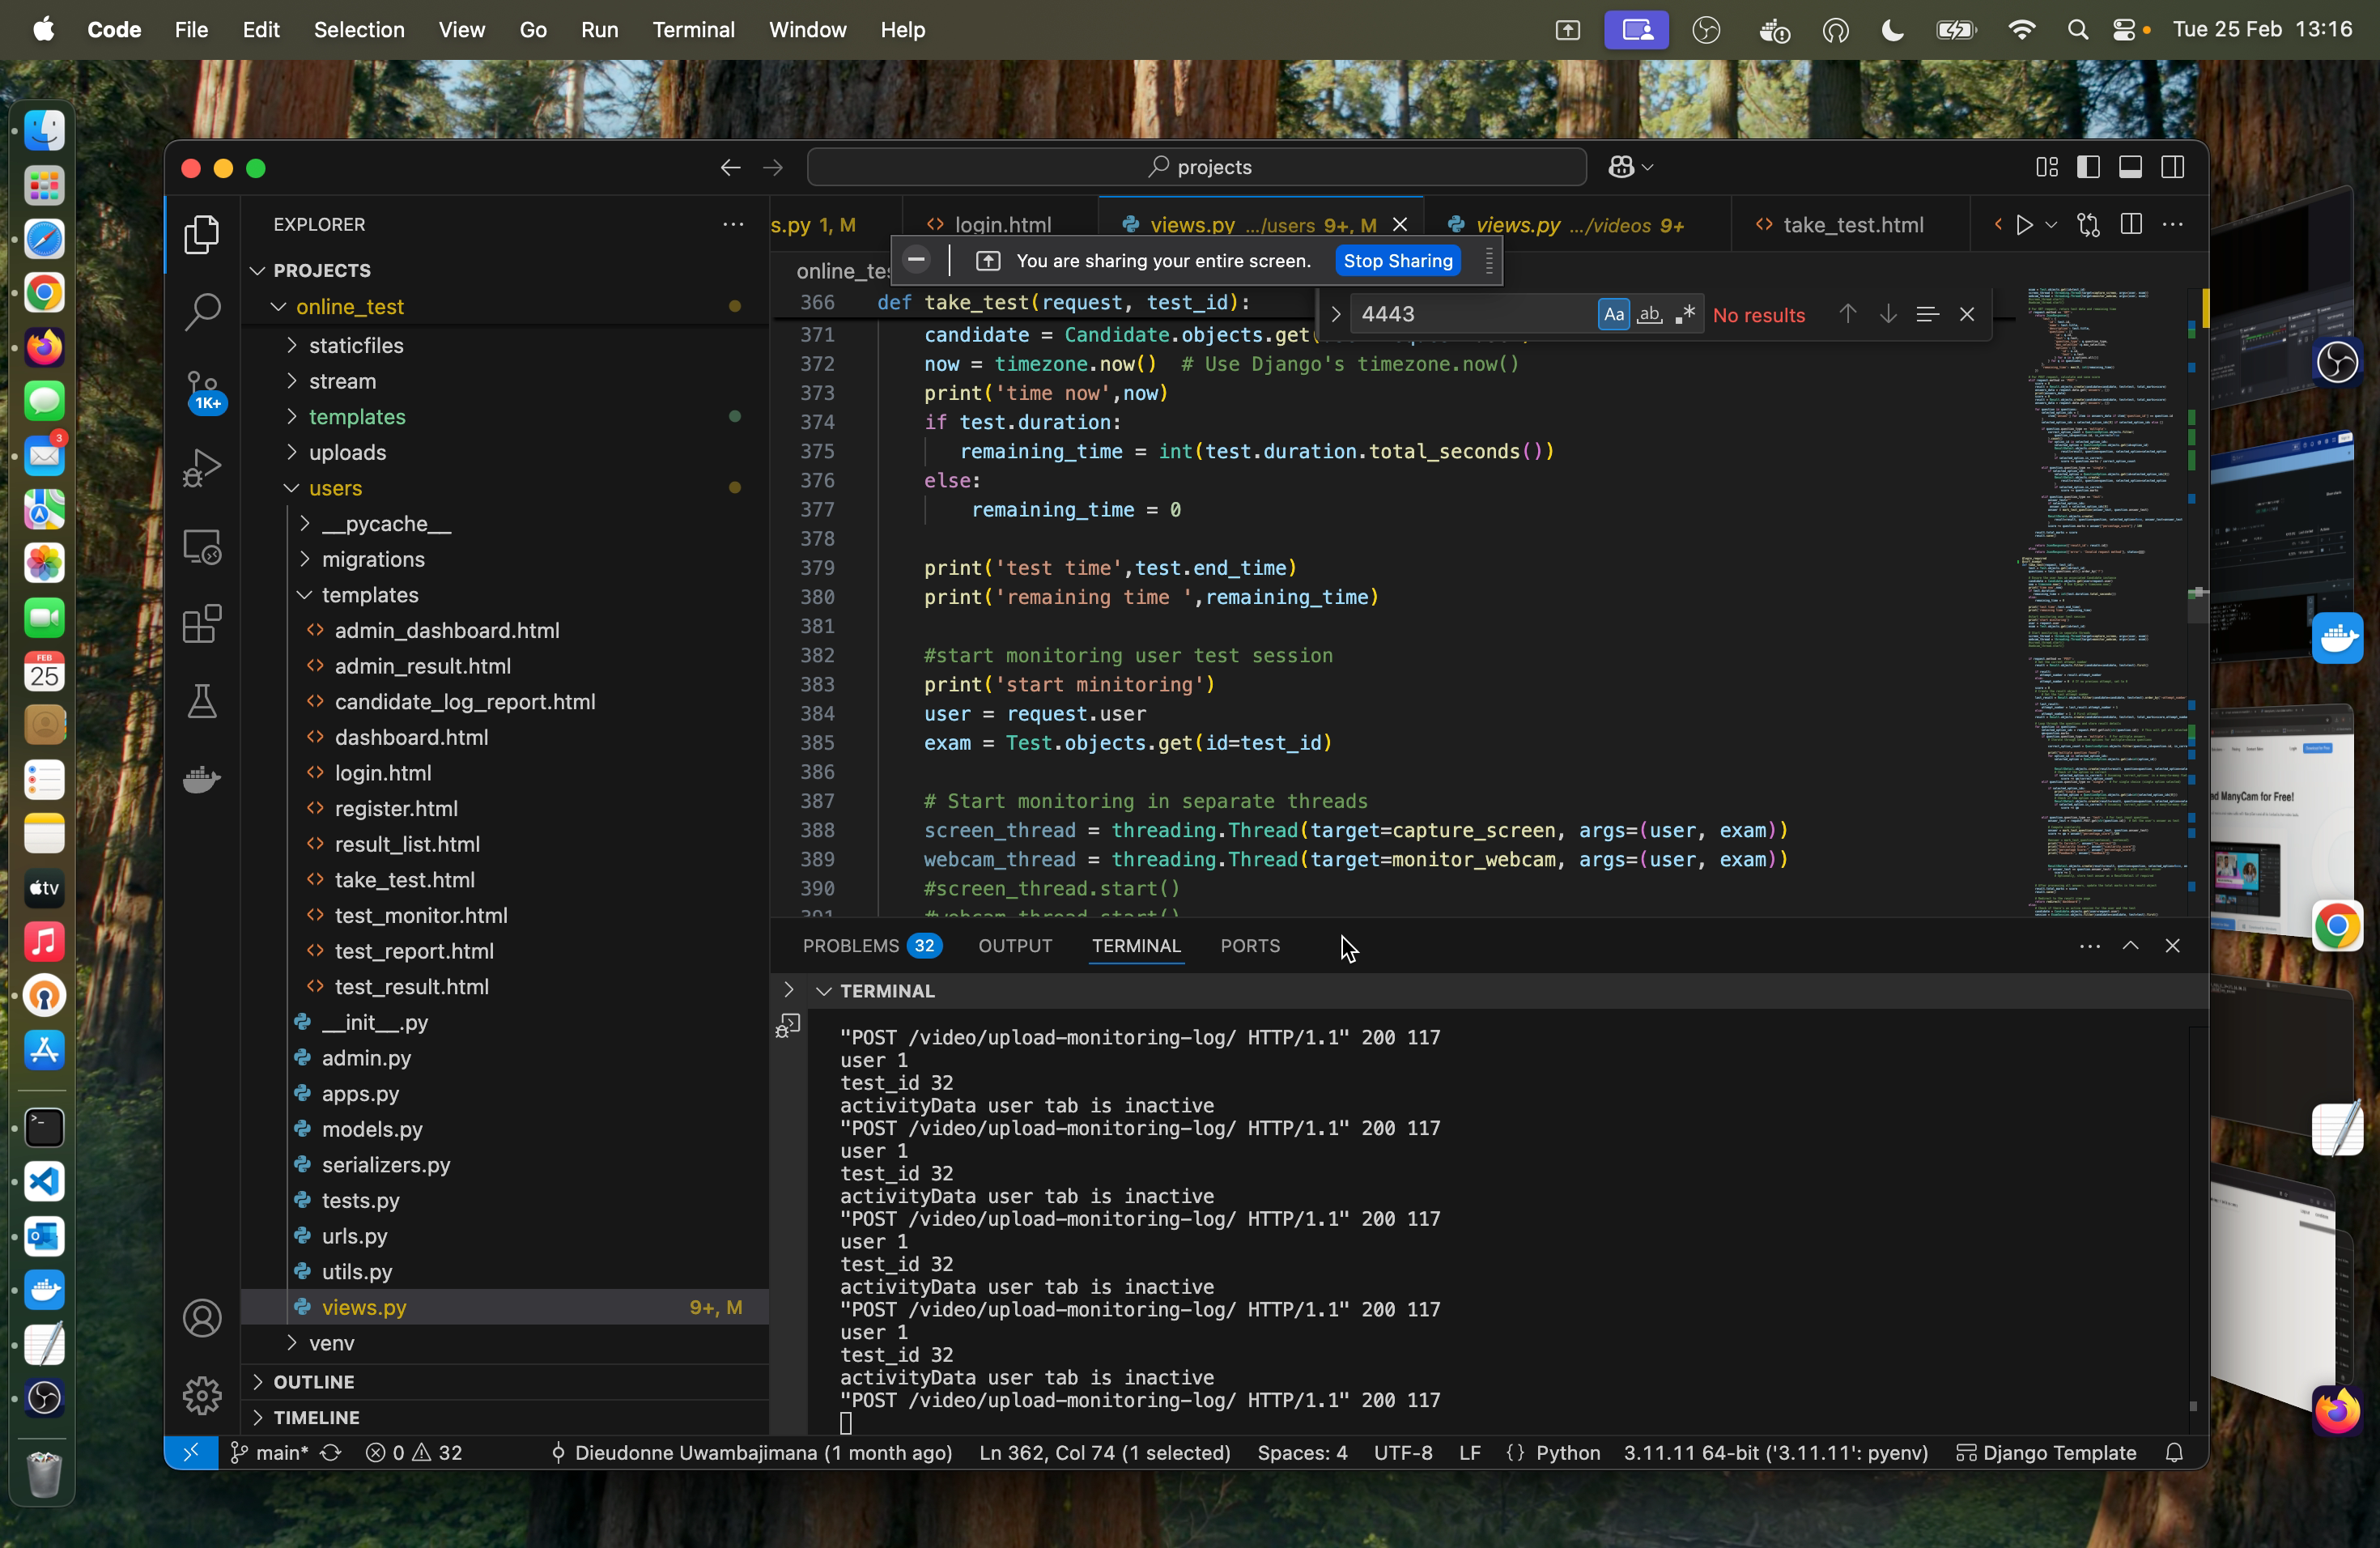 Code File Edit Selection View Go Run Terminal Window Help Tue 25 Feb 13:16
projects
EXPLORER
s.py 1, M
login.html
views.py .../users 9+, M
views.py .../videos 9+
take_test.html
You are sharing your entire screen. Stop Sharing
PROJECTS
online_test
staticfiles
stream
templates
uploads
users
__pycache__
migrations
templates
admin_dashboard.html
admin_result.html
candidate_log_report.html
dashboard.html
login.html
register.html
result_list.html
take_test.html
test_monitor.html
test_report.html
test_result.html
__init__.py
admin.py
apps.py
models.py
serializers.py
tests.py
urls.py
utils.py
views.py 9+, M
venv
OUTLINE
TIMELINE
1K+
3
FEB
25
tv
4443 Aa ab No results
366 def take_test(request, test_id):
371 candidate = Candidate.objects.get(
372 now = timezone.now() # Use Django's timezone.now()
373 print('time now',now)
374 if test.duration:
375 remaining_time = int(test.duration.total_seconds())
376 else:
377 remaining_time = 0
378
379 print('test time',test.end_time)
380 print('remaining time ',remaining_time)
381
382 #start monitoring user test session
383 print('start minitoring')
384 user = request.user
385 exam = Test.objects.get(id=test_id)
386
387 # Start monitoring in separate threads
388 screen_thread = threading.Thread(target=capture_screen, args=(user, exam))
389 webcam_thread = threading.Thread(target=monitor_webcam, args=(user, exam))
390 #screen_thread.start()
391 #webcam_thread.start()
PROBLEMS 32 OUTPUT TERMINAL PORTS
TERMINAL
"POST /video/upload-monitoring-log/ HTTP/1.1" 200 117
user 1
test_id 32
activityData user tab is inactive
"POST /video/upload-monitoring-log/ HTTP/1.1" 200 117
user 1
test_id 32
activityData user tab is inactive
"POST /video/upload-monitoring-log/ HTTP/1.1" 200 117
user 1
test_id 32
activityData user tab is inactive
"POST /video/upload-monitoring-log/ HTTP/1.1" 200 117
user 1
test_id 32
activityData user tab is inactive
"POST /video/upload-monitoring-log/ HTTP/1.1" 200 117
main* 0 32 Dieudonne Uwambajimana (1 month ago) Ln 362, Col 74 (1 selected) Spaces: 4 UTF-8 LF {} Python 3.11.11 64-bit ('3.11.11': pyenv) Django Template
ad ManyCam for Free!